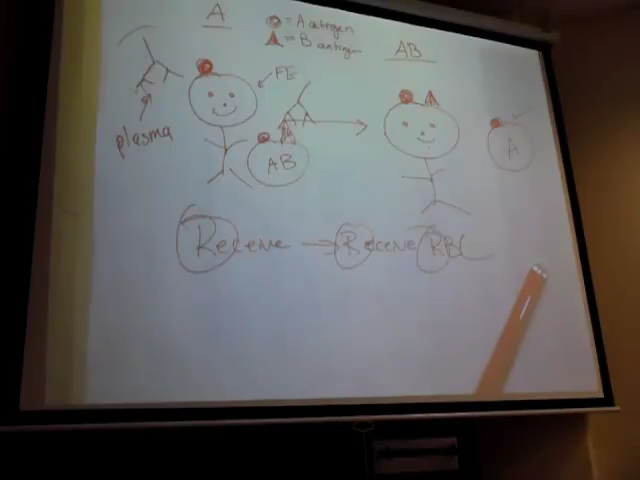 A
= A antigen
= B antigen
AB
FE
plasma
AB
A
Receive Receive RBC